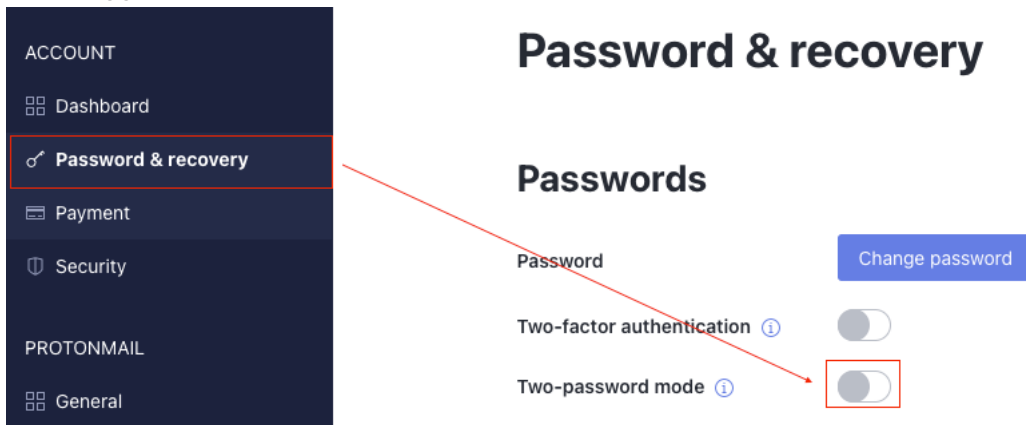 ACCOUNT
Dashboard
Password & recovery
Payment
Security
PROTONMAIL
General
Password & recovery
Passwords
Password
Change password
Two-factor authentication
Two-password mode